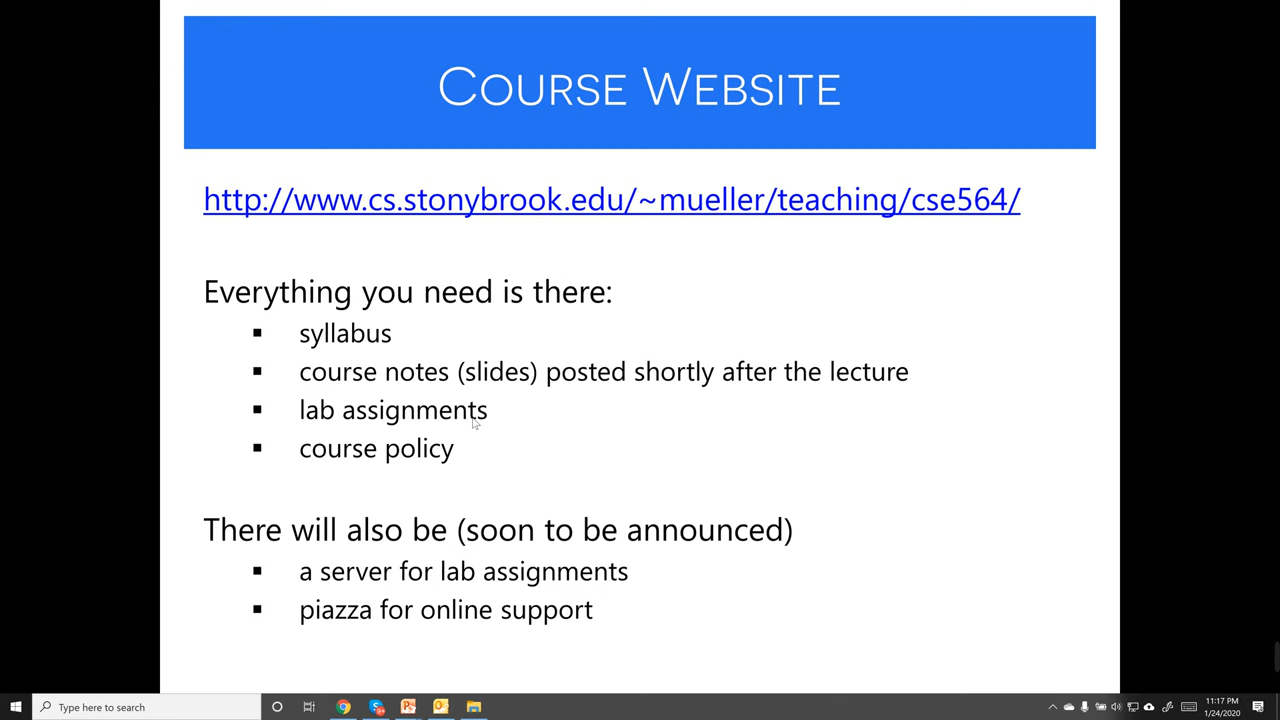 COURSE WEBSITE
http://www.cs.stonybrook.edu/~mueller/teaching/cse564/
Everything you need is there:
▪ syllabus
▪ course notes (slides) posted shortly after the lecture
▪ lab assignments
▪ course policy
There will also be (soon to be announced)
▪ a server for lab assignments
▪ piazza for online support
Type here to search
11:17 PM
1/24/2020